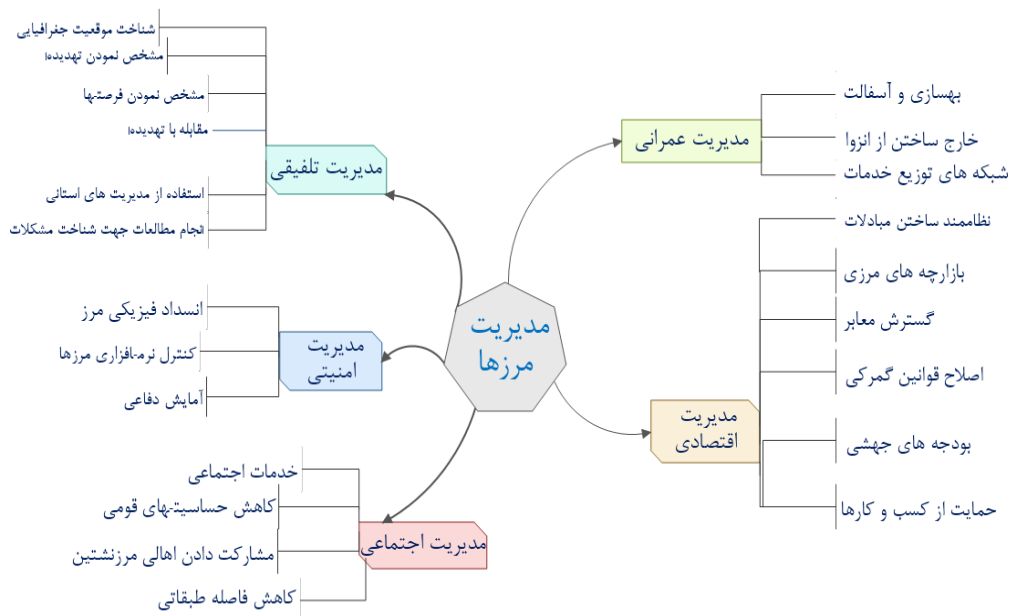 مدیریت
مرزها
مدیریت عمرانی
بهسازی و آسفالت
خارج ساختن از انزوا
شبکه های توزیع خدمات
مدیریت
اقتصادی
نظاممند ساختن مبادلات
بازارچه های مرزی
گسترش معابر
اصلاح قوانین گمرکی
بودجه های جهشی
حمایت از کسب و کارها
مدیریت تلفیقی
شناخت موقعیت جغرافیایی
مشخص نمودن تهدیدها
مشخص نمودن فرصتها
مقابله با تهدیدها
استفاده از مدیریت های استانی
انجام مطالعات جهت شناخت مشکلات
مدیریت
امنیتی
انسداد فیزیکی مرز
کنترل نرم-افزاری مرزها
آمایش دفاعی
مدیریت اجتماعی
خدمات اجتماعی
کاهش حساسیت-های قومی
مشارکت دادن اهالی مرزنشتین
کاهش فاصله طبقاتی